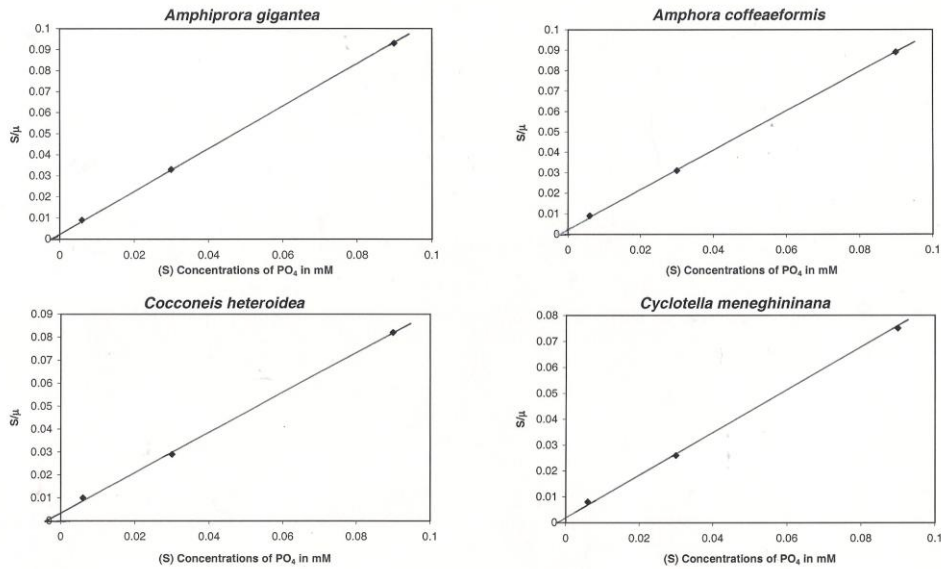 Amphiprora gigantea
0.1
0.09
0.08
0.07
0.06
0.05
0.04
0.03
0.02
0.01
0
S/μ
0 0.02 0.04 0.06 0.08 0.1
(S) Concentrations of PO₄ in mM
Amphora coffeaeformis
0.1
0.09
0.08
0.07
0.06
0.05
0.04
0.03
0.02
0.01
0
S/μ
0 0.02 0.04 0.06 0.08 0.1
(S) Concentrations of PO₄ in mM
Cocconeis heteroidea
0.09
0.08
0.07
0.06
0.05
0.04
0.03
0.02
0.01
0
S/μ
0 0.02 0.04 0.06 0.08 0.1
(S) Concentrations of PO₄ in mM
Cyclotella meneghininana
0.08
0.07
0.06
0.05
0.04
0.03
0.02
0.01
0
S/μ
0 0.02 0.04 0.06 0.08 0.1
(S) Concentrations of PO₄ in mM